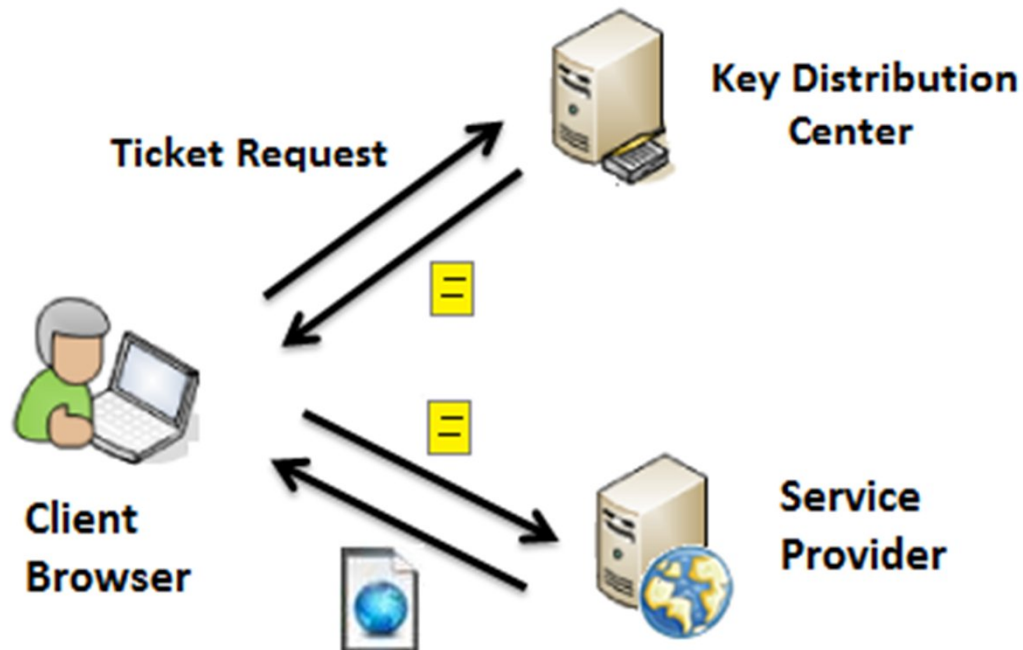 Key Distribution
Center
Ticket Request
Client
Browser
Service
Provider